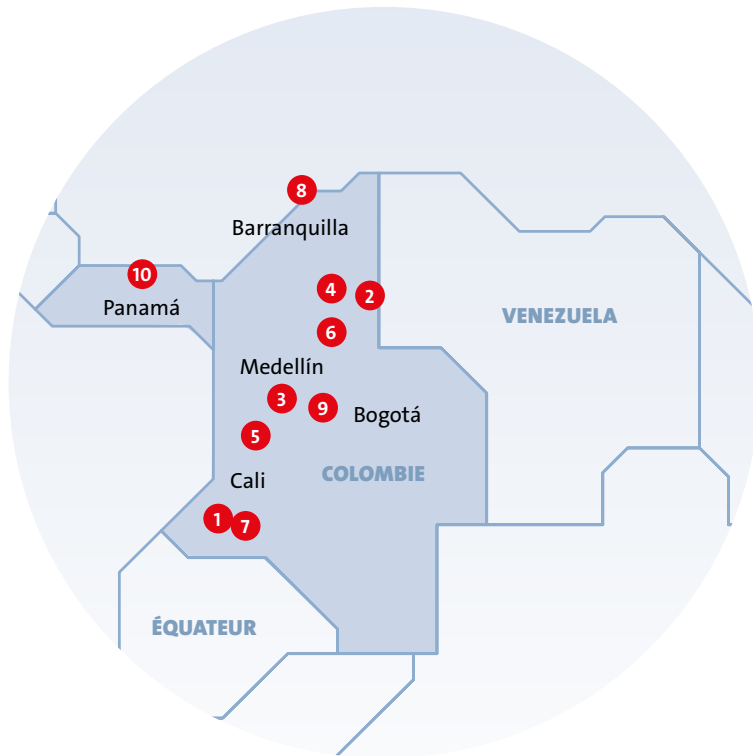 8
Barranquilla
10
4
2
Panamá
VENEZUELA
6
Medellín
3
9
Bogotá
5
Cali
COLOMBIE
1
7
ÉQUATEUR